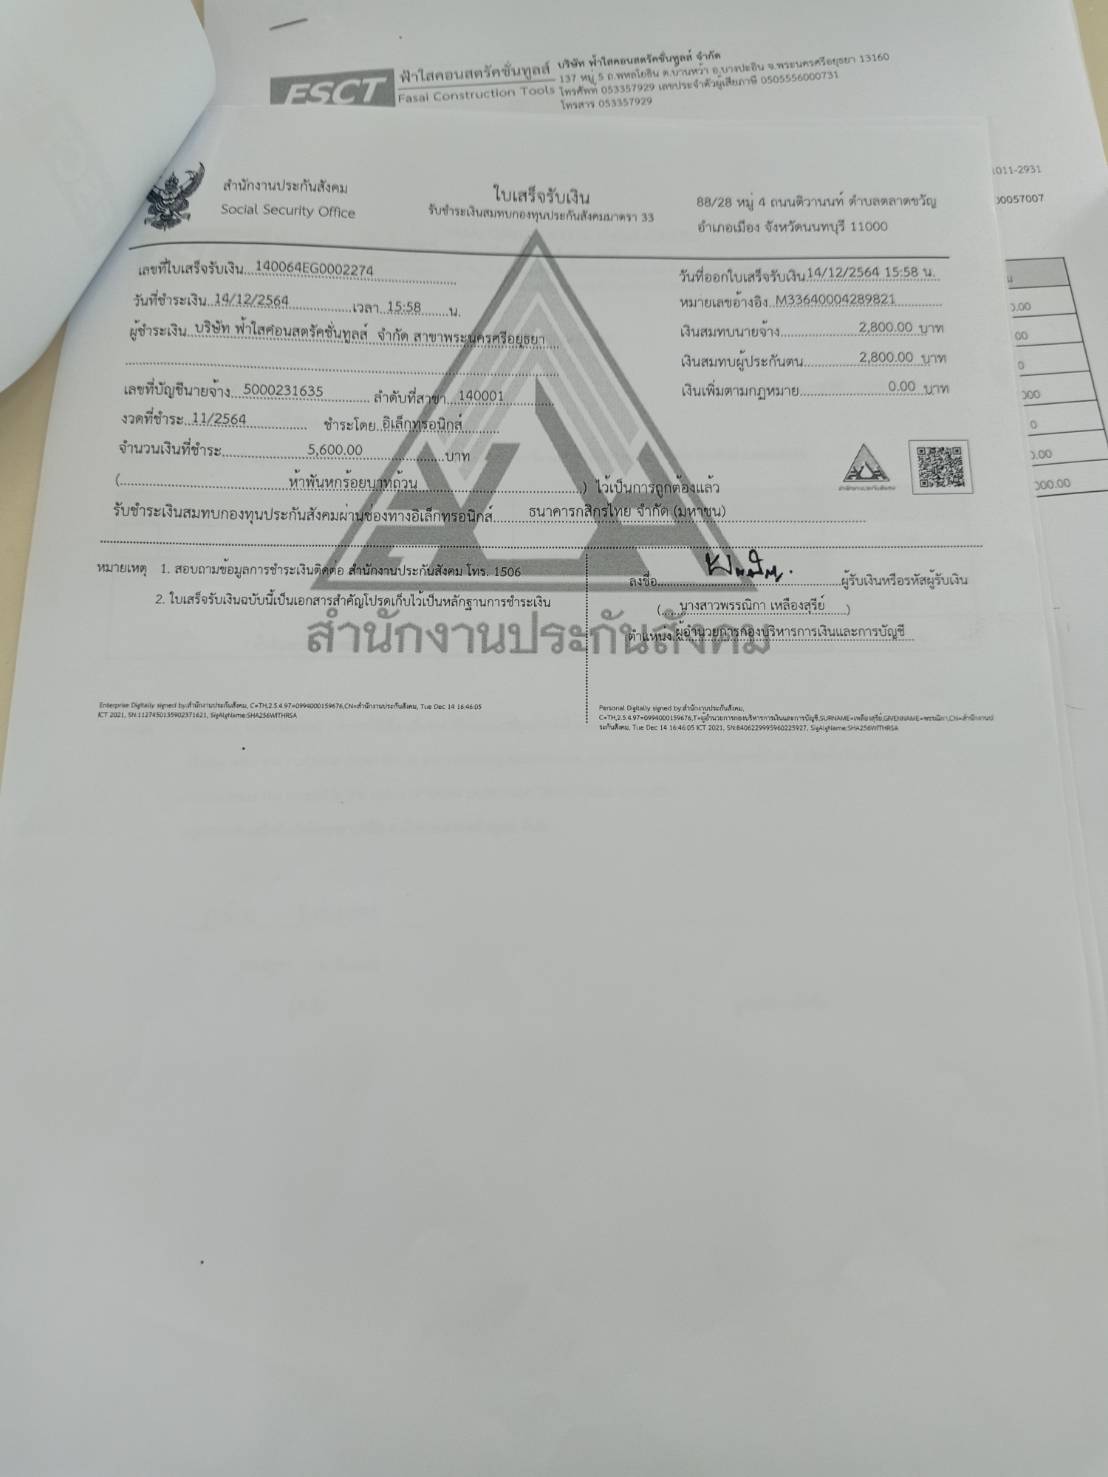 FSCT
ฟ้าใสคอนสตรัคชั่นทูลส์
Fasai Construction Tools
บริษัท ฟ้าใสคอนสตรัคชั่นทูลส์ จำกัด
137 หมู่ 5 ถ.พหลโยธิน ต.บ้านหว้า อ.บางปะอิน จ.พระนครศรีอยุธยา 13160
โทรศัพท์ 053357929 เลขประจำตัวผู้เสียภาษี 0505556000731
โทรสาร 053357929
011-2931
0057007
สำนักงานประกันสังคม
Social Security Office
ใบเสร็จรับเงิน
รับชำระเงินสมทบกองทุนประกันสังคมมาตรา 33
88/28 หมู่ 4 ถนนติวานนท์ ตำบลตลาดขวัญ
อำเภอเมือง จังหวัดนนทบุรี 11000
เลขที่ใบเสร็จรับเงิน 140064EG0002274
วันที่ออกใบเสร็จรับเงิน 14/12/2564 15:58 น.
วันที่ชำระเงิน 14/12/2564 เวลา 15:58 น.
หมายเลขอ้างอิง M33640004289821
ผู้ชำระเงิน บริษัท ฟ้าใสคอนสตรัคชั่นทูลส์ จำกัด สาขาพระนครศรีอยุธยา
เงินสมทบนายจ้าง 2,800.00 บาท
เงินสมทบผู้ประกันตน 2,800.00 บาท
เลขที่บัญชีนายจ้าง 5000231635 ลำดับที่สาขา 140001
เงินเพิ่มตามกฎหมาย 0.00 บาท
งวดที่ชำระ 11/2564 ชำระโดย อิเล็กทรอนิกส์
จำนวนเงินที่ชำระ 5,600.00 บาท
( ห้าพันหกร้อยบาทถ้วน ) ไว้เป็นการถูกต้องแล้ว
รับชำระเงินสมทบกองทุนประกันสังคมผ่านช่องทางอิเล็กทรอนิกส์ ธนาคารกสิกรไทย จำกัด (มหาชน)
หมายเหตุ 1. สอบถามข้อมูลการชำระเงินติดต่อ สำนักงานประกันสังคม โทร. 1506
2. ใบเสร็จรับเงินฉบับนี้เป็นเอกสารสำคัญโปรดเก็บไว้เป็นหลักฐานการชำระเงิน
ลงชื่อ ผู้รับเงินหรือรหัสผู้รับเงิน
( นางสาวพรรณิกา เหลืองสุรีย์ )
ตำแหน่ง ผู้อำนวยการกองบริหารการเงินและการบัญชี
สำนักงานประกันสังคม
Enterprise Digitally signed by:สำนักงานประกันสังคม, C=TH,2.5.4.97=0994000159676,CN=สำนักงานประกันสังคม, Tue Dec 14 16:46:05
ICT 2021, SN:1127450135902371621, SigAlgName:SHA256WITHRSA
Personal Digitally signed by:สำนักงานประกันสังคม,
C=TH,2.5.4.97=0994000159676,T=ผู้อำนวยการกองบริหารการเงินและการบัญชี,SURNAME=เหลืองสุรีย์,GIVENNAME=พรรณิกา,CN=สำนักงานป
ระกันสังคม, Tue Dec 14 16:46:05 ICT 2021, SN:8406229995960225927, SigAlgName:SHA256WITHRSA